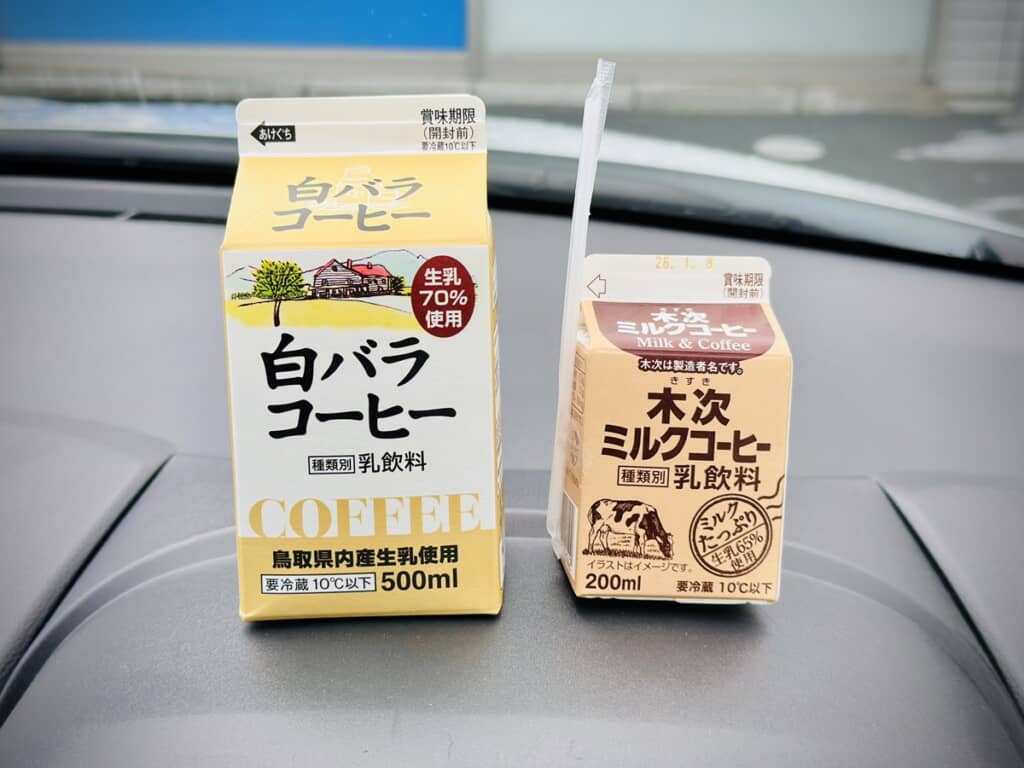 あけくち
賞味期限
(開封前)
要冷蔵10℃以下
白バラ
コーヒー
生乳
70%
使用
白バラ
コーヒー
種類別 乳飲料
COFFEE
鳥取県内産生乳使用
要冷蔵 10℃以下 500ml
26.1.8
賞味期限
(開封前)
木次
ミルクコーヒー
Milk & Coffee
木次は製造者名です。
きすき
木次
ミルクコーヒー
種類別 乳飲料
ミルク
たっぷり
生乳65%
使用
イラストはイメージです。
200ml 要冷蔵 10℃以下